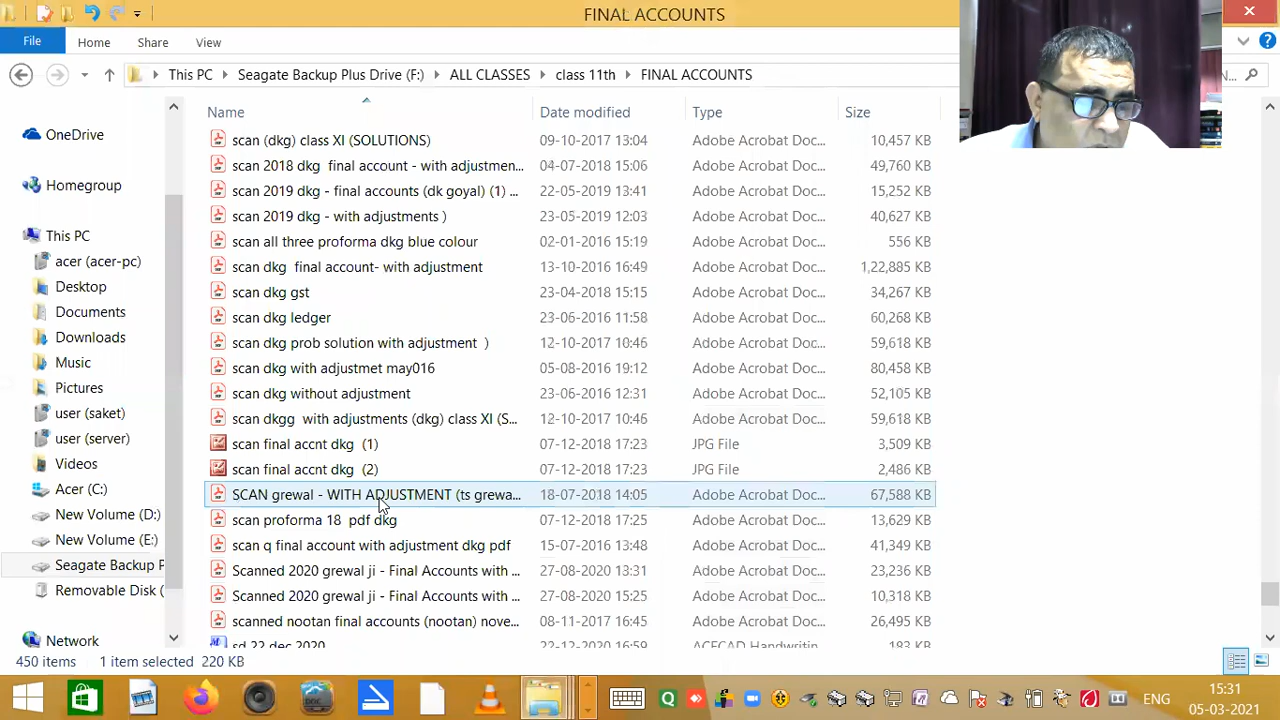 FINAL ACCOUNTS
File Home Share View
This PC Seagate Backup Plus Drive (F:) ALL CLASSES class 11th FINAL ACCOUNTS N...
Name Date modified Type Size
scan (dkg) class XI (SOLUTIONS) 09-10-2017 13:04 Adobe Acrobat Doc... 10,457 KB
scan 2018 dkg final account - with adjustmen... 04-07-2018 15:06 Adobe Acrobat Doc... 49,760 KB
scan 2019 dkg - final accounts (dk goyal) (1) ... 22-05-2019 13:41 Adobe Acrobat Doc... 15,252 KB
scan 2019 dkg - with adjustments ) 23-05-2019 12:03 Adobe Acrobat Doc... 40,627 KB
scan all three proforma dkg blue colour 02-01-2016 15:19 Adobe Acrobat Doc... 556 KB
scan dkg final account- with adjustment 13-10-2016 16:49 Adobe Acrobat Doc... 1,22,885 KB
scan dkg gst 23-04-2018 15:15 Adobe Acrobat Doc... 34,267 KB
scan dkg ledger 23-06-2016 11:58 Adobe Acrobat Doc... 60,268 KB
scan dkg prob solution with adjustment ) 12-10-2017 10:46 Adobe Acrobat Doc... 59,618 KB
scan dkg with adjustmet may016 05-08-2016 19:12 Adobe Acrobat Doc... 80,458 KB
scan dkg without adjustment 23-06-2016 12:31 Adobe Acrobat Doc... 52,105 KB
scan dkgg with adjustments (dkg) class XI (S... 12-10-2017 10:46 Adobe Acrobat Doc... 59,618 KB
scan final accnt dkg (1) 07-12-2018 17:23 JPG File 3,509 KB
scan final accnt dkg (2) 07-12-2018 17:23 JPG File 2,486 KB
SCAN grewal - WITH ADJUSTMENT (ts grewa... 18-07-2018 14:05 Adobe Acrobat Doc... 67,588 KB
scan proforma 18 pdf dkg 07-12-2018 17:25 Adobe Acrobat Doc... 13,629 KB
scan q final account with adjustment dkg pdf 15-07-2016 13:48 Adobe Acrobat Doc... 41,349 KB
Scanned 2020 grewal ji - Final Accounts with ... 27-08-2020 13:31 Adobe Acrobat Doc... 23,236 KB
Scanned 2020 grewal ji - Final Accounts with ... 27-08-2020 15:25 Adobe Acrobat Doc... 10,318 KB
scanned nootan final accounts (nootan) nove... 08-11-2017 16:45 Adobe Acrobat Doc... 26,495 KB
sd 22 dec 2020 22-12-2020 16:59 ACECAD Handwritin... 183 KB
OneDrive
Homegroup
This PC
acer (acer-pc)
Desktop
Documents
Downloads
Music
Pictures
user (saket)
user (server)
Videos
Acer (C:)
New Volume (D:)
New Volume (E:)
Seagate Backup P
Removable Disk (
Network
450 items 1 item selected 220 KB
DOC
ENG
15:31
05-03-2021